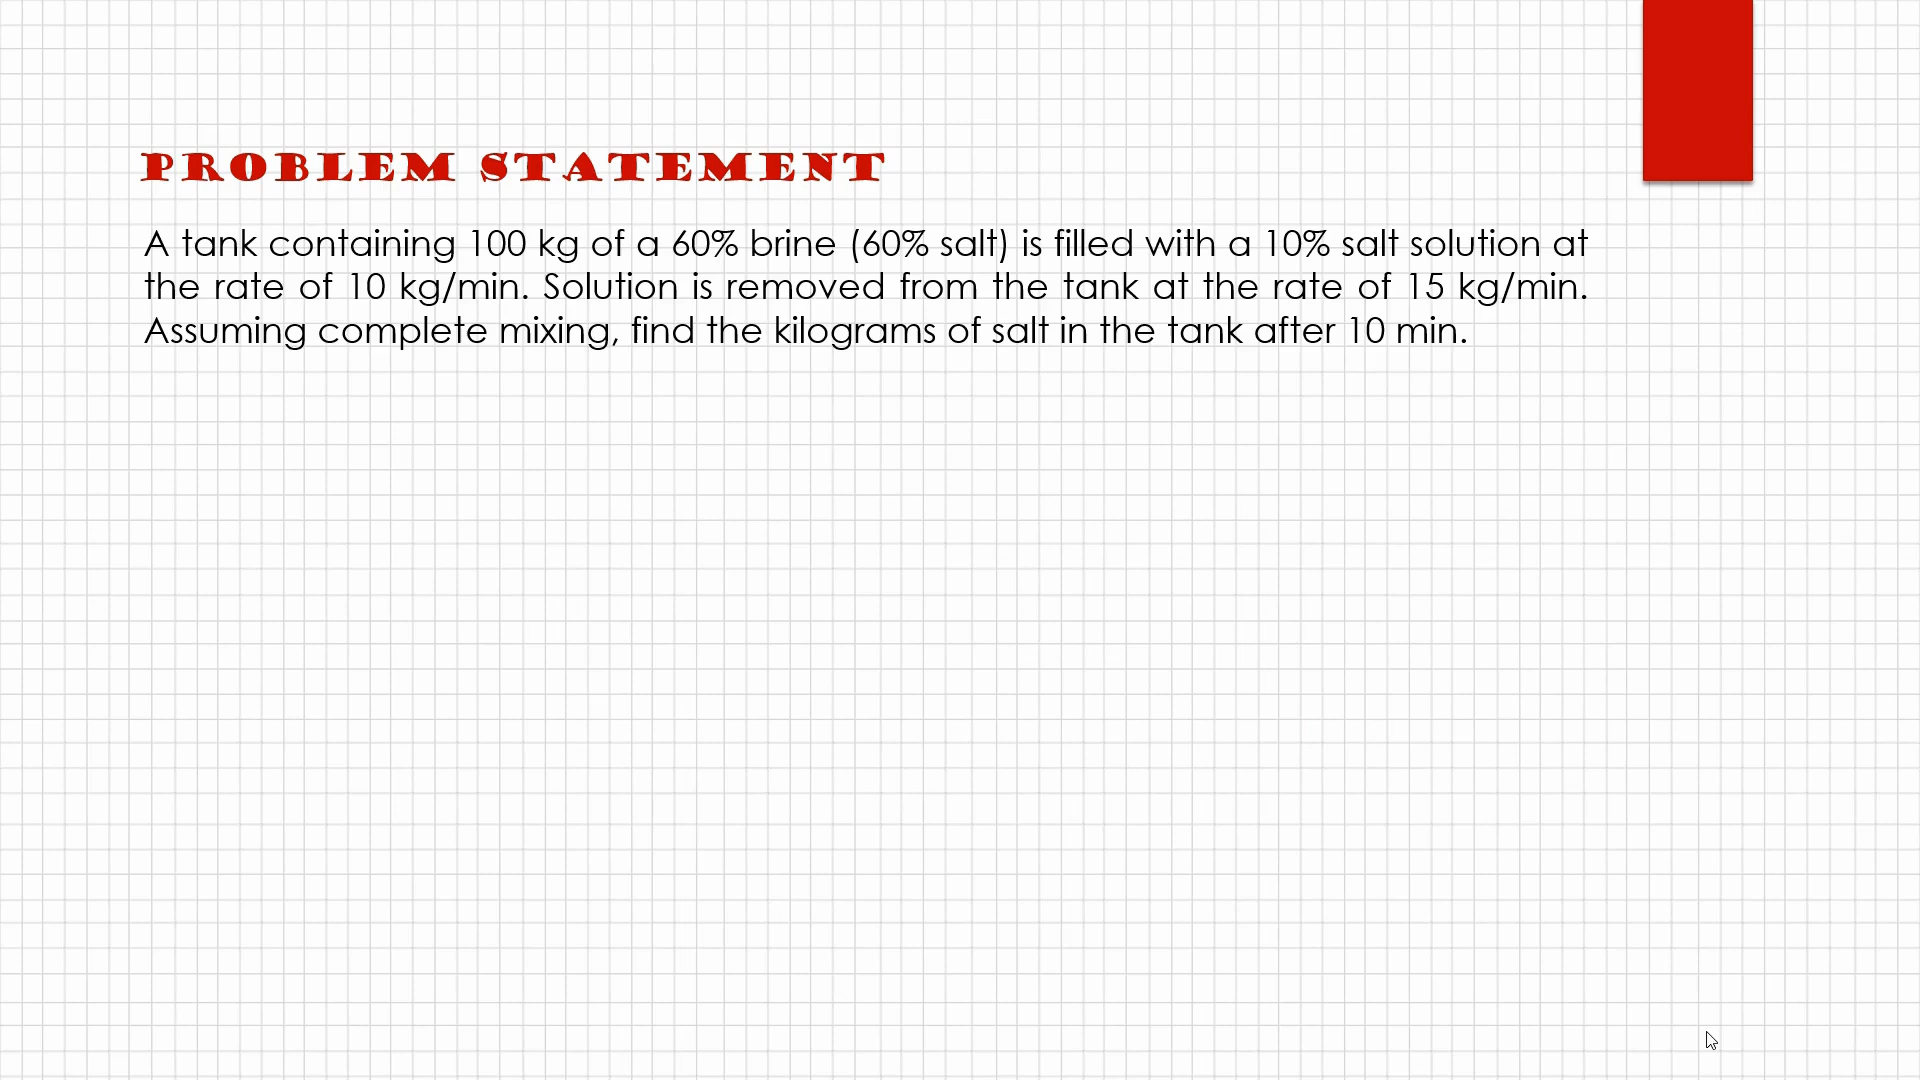 PROBLEM STATEMENT
A tank containing 100 kg of a 60% brine (60% salt) is filled with a 10% salt solution at
the rate of 10 kg/min. Solution is removed from the tank at the rate of 15 kg/min.
Assuming complete mixing, find the kilograms of salt in the tank after 10 min.